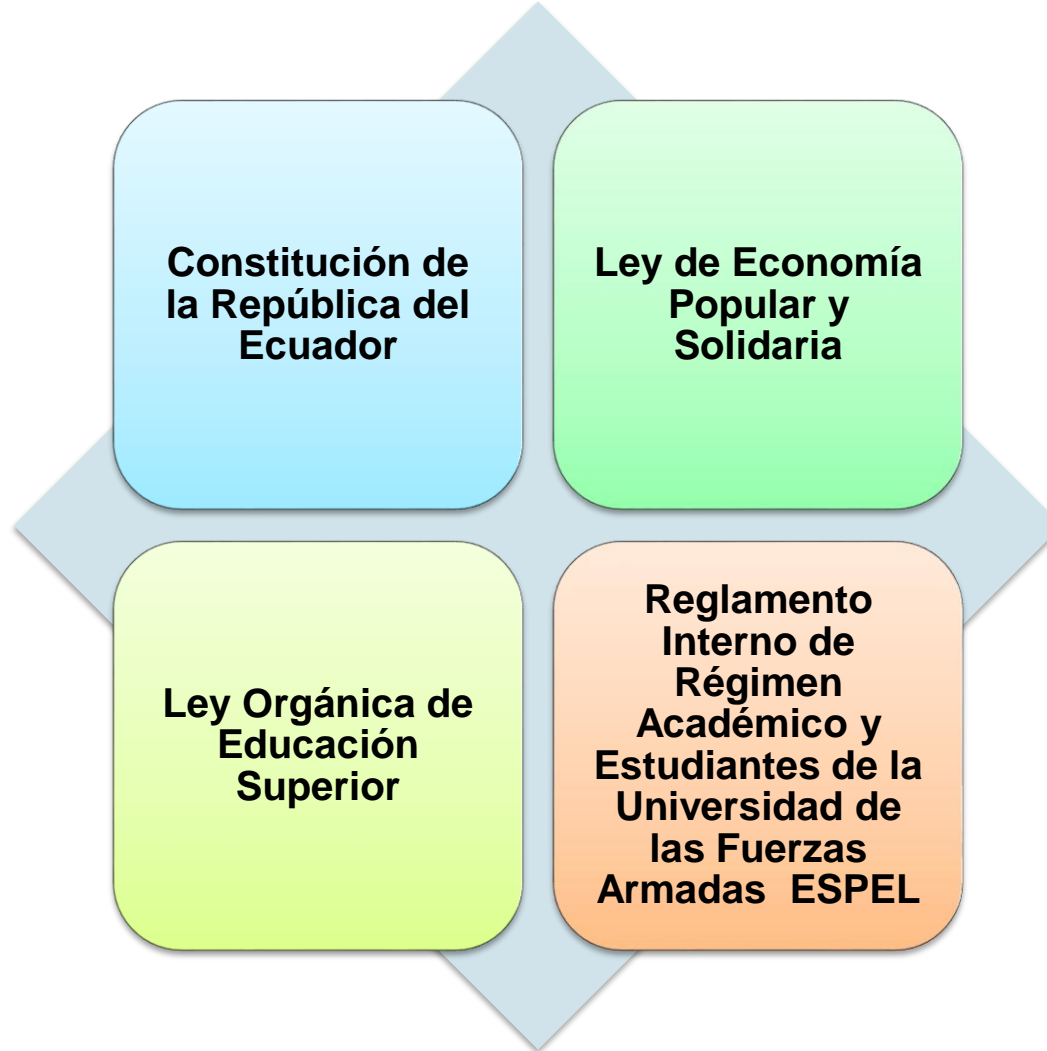 Constitución de
la República del
Ecuador
Ley de Economía
Popular y
Solidaria
Ley Orgánica de
Educación
Superior
Reglamento
Interno de
Régimen
Académico y
Estudiantes de la
Universidad de
las Fuerzas
Armadas  ESPEL